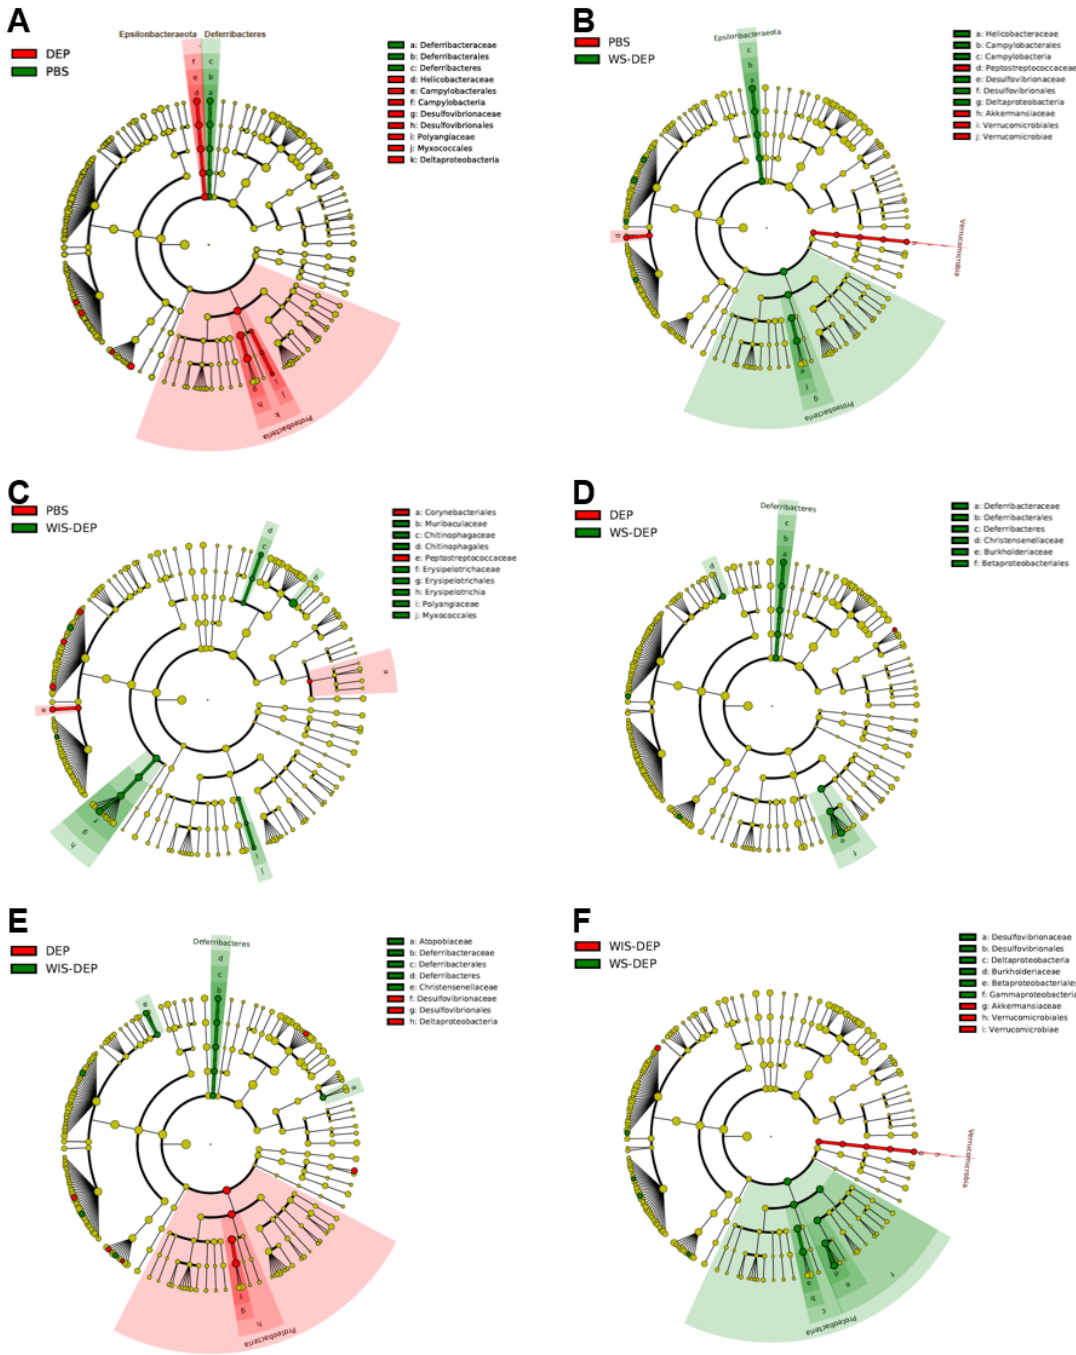 A
DEP
PBS
Epsilonbacteraeota Deferribacteres
f
e
d
c
b
a
a: Deferribacteraceae
b: Deferribacterales
c: Deferribacteres
d: Helicobacteraceae
e: Campylobacterales
f: Campylobacteria
g: Desulfovibrionaceae
h: Desulfovibrionales
i: Polyangiaceae
j: Myxococcales
k: Deltaproteobacteria
g
h
i
j
k
Proteobacteria
B
PBS
WS-DEP
Epsilonbacteraeota
c
b
a
a: Helicobacteraceae
b: Campylobacterales
c: Campylobacteria
d: Peptostreptococcaceae
e: Desulfovibrionaceae
f: Desulfovibrionales
g: Deltaproteobacteria
h: Akkermansiaceae
i: Verrucomicrobiales
j: Verrucomicrobiae
d
Verrucomicrobia
e
f
g
Proteobacteria
C
PBS
WIS-DEP
d
c
b
a: Corynebacteriales
b: Muribaculaceae
c: Chitinophagaceae
d: Chitinophagales
e: Peptostreptococcaceae
f: Erysipelotrichaceae
g: Erysipelotrichales
h: Erysipelotrichia
i: Polyangiaceae
j: Myxococcales
a
e
f
g
h
i
j
D
DEP
WS-DEP
Deferribacteres
c
b
a
d
a: Deferribacteraceae
b: Deferribacterales
c: Deferribacteres
d: Christensenellaceae
e: Burkholderiaceae
f: Betaproteobacteriales
e
f
E
DEP
WIS-DEP
Deferribacteres
d
c
b
e
a
a: Atopobiaceae
b: Deferribacteraceae
c: Deferribacterales
d: Deferribacteres
e: Christensenellaceae
f: Desulfovibrionaceae
g: Desulfovibrionales
h: Deltaproteobacteria
f
g
h
Proteobacteria
F
WIS-DEP
WS-DEP
a: Desulfovibrionaceae
b: Desulfovibrionales
c: Deltaproteobacteria
d: Burkholderiaceae
e: Betaproteobacteriales
f: Gammaproteobacteria
g: Akkermansiaceae
h: Verrucomicrobiales
i: Verrucomicrobiae
Verrucomicrobia
a
b
c
d
e
f
Proteobacteria